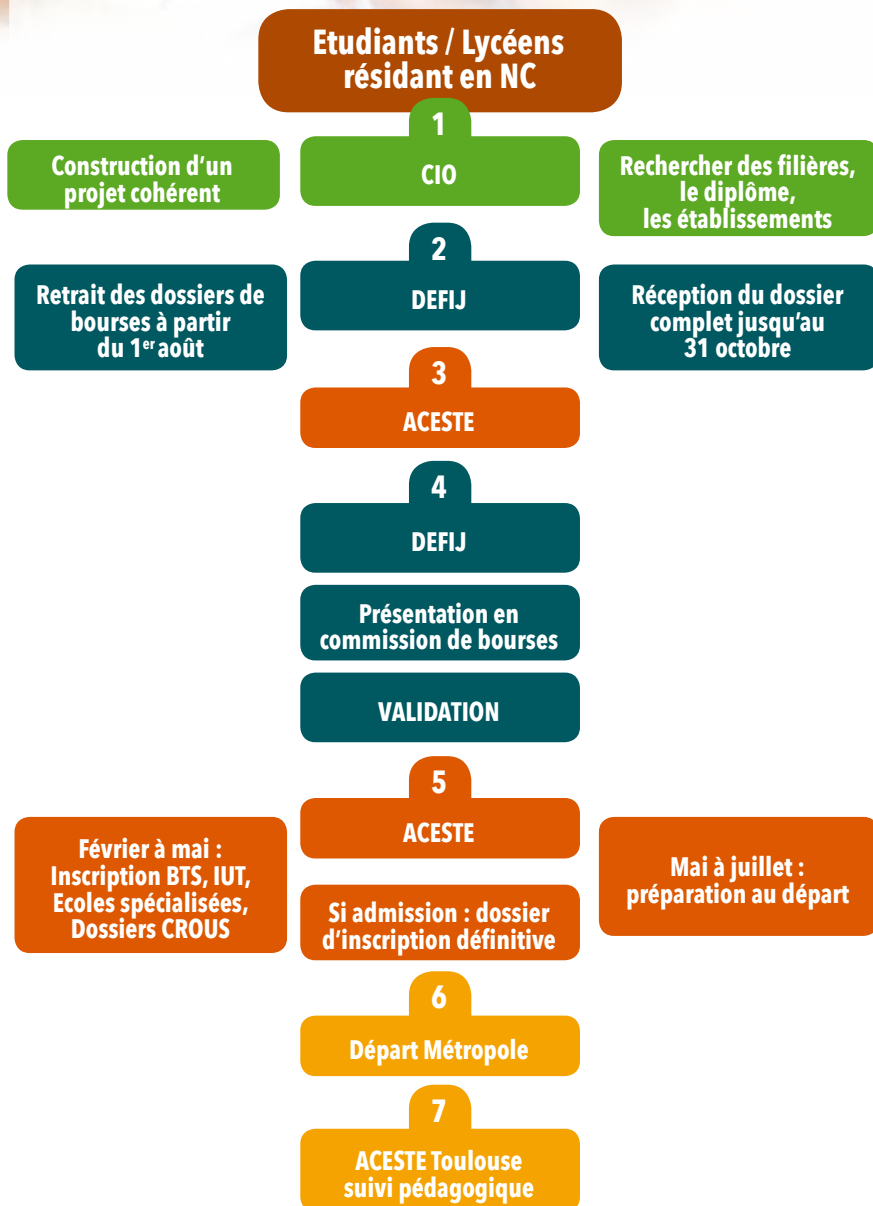 Etudiants / Lycéens
résidant en NC
1
CIO
Construction d'un
projet cohérent
Rechercher des filières,
le diplôme,
les établissements
2
DEFIJ
Retrait des dossiers de
bourses à partir
du 1er août
Réception du dossier
complet jusqu'au
31 octobre
3
ACESTE
4
DEFIJ
Présentation en
commission de bourses
VALIDATION
5
ACESTE
Février à mai :
Inscription BTS, IUT,
Ecoles spécialisées,
Dossiers CROUS
Si admission : dossier
d'inscription définitive
Mai à juillet :
préparation au départ
6
Départ Métropole
7
ACESTE Toulouse
suivi pédagogique